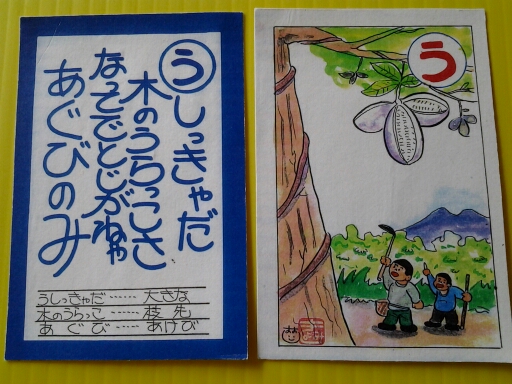 うしっきゃだ
木のうらっこさ
なってでとじがねゃ
あぐびのみ
うしっきゃだ……大きな
木のうらっこ……枝先
あぐび……あけび
う